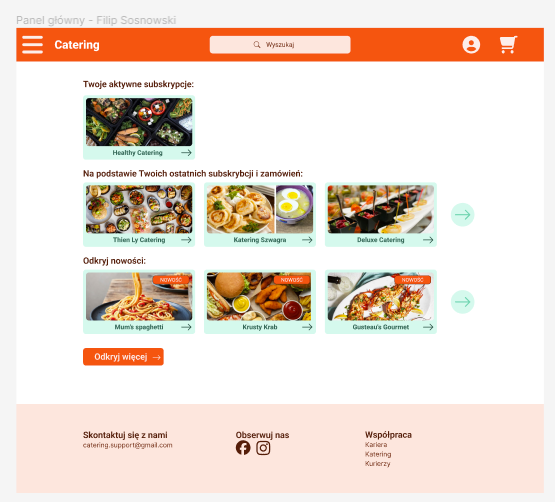 Panel główny - Filip Sosnowski
Catering
Wyszukaj
Twoje aktywne subskrypcje:
Healthy Catering
Na podstawie Twoich ostatnich subskrybcji i zamówień:
Thien Ly Catering
Katering Szwagra
Deluxe Catering
Odkryj nowości:
NOWOŚĆ
NOWOŚĆ
NOWOŚĆ
Mum's spaghetti
Krusty Krab
Gusteau's Gourmet
Odkryj więcej
Skontaktuj się z nami
catering.support@gmail.com
Obserwuj nas
Współpraca
Kariera
Katering
Kurierzy